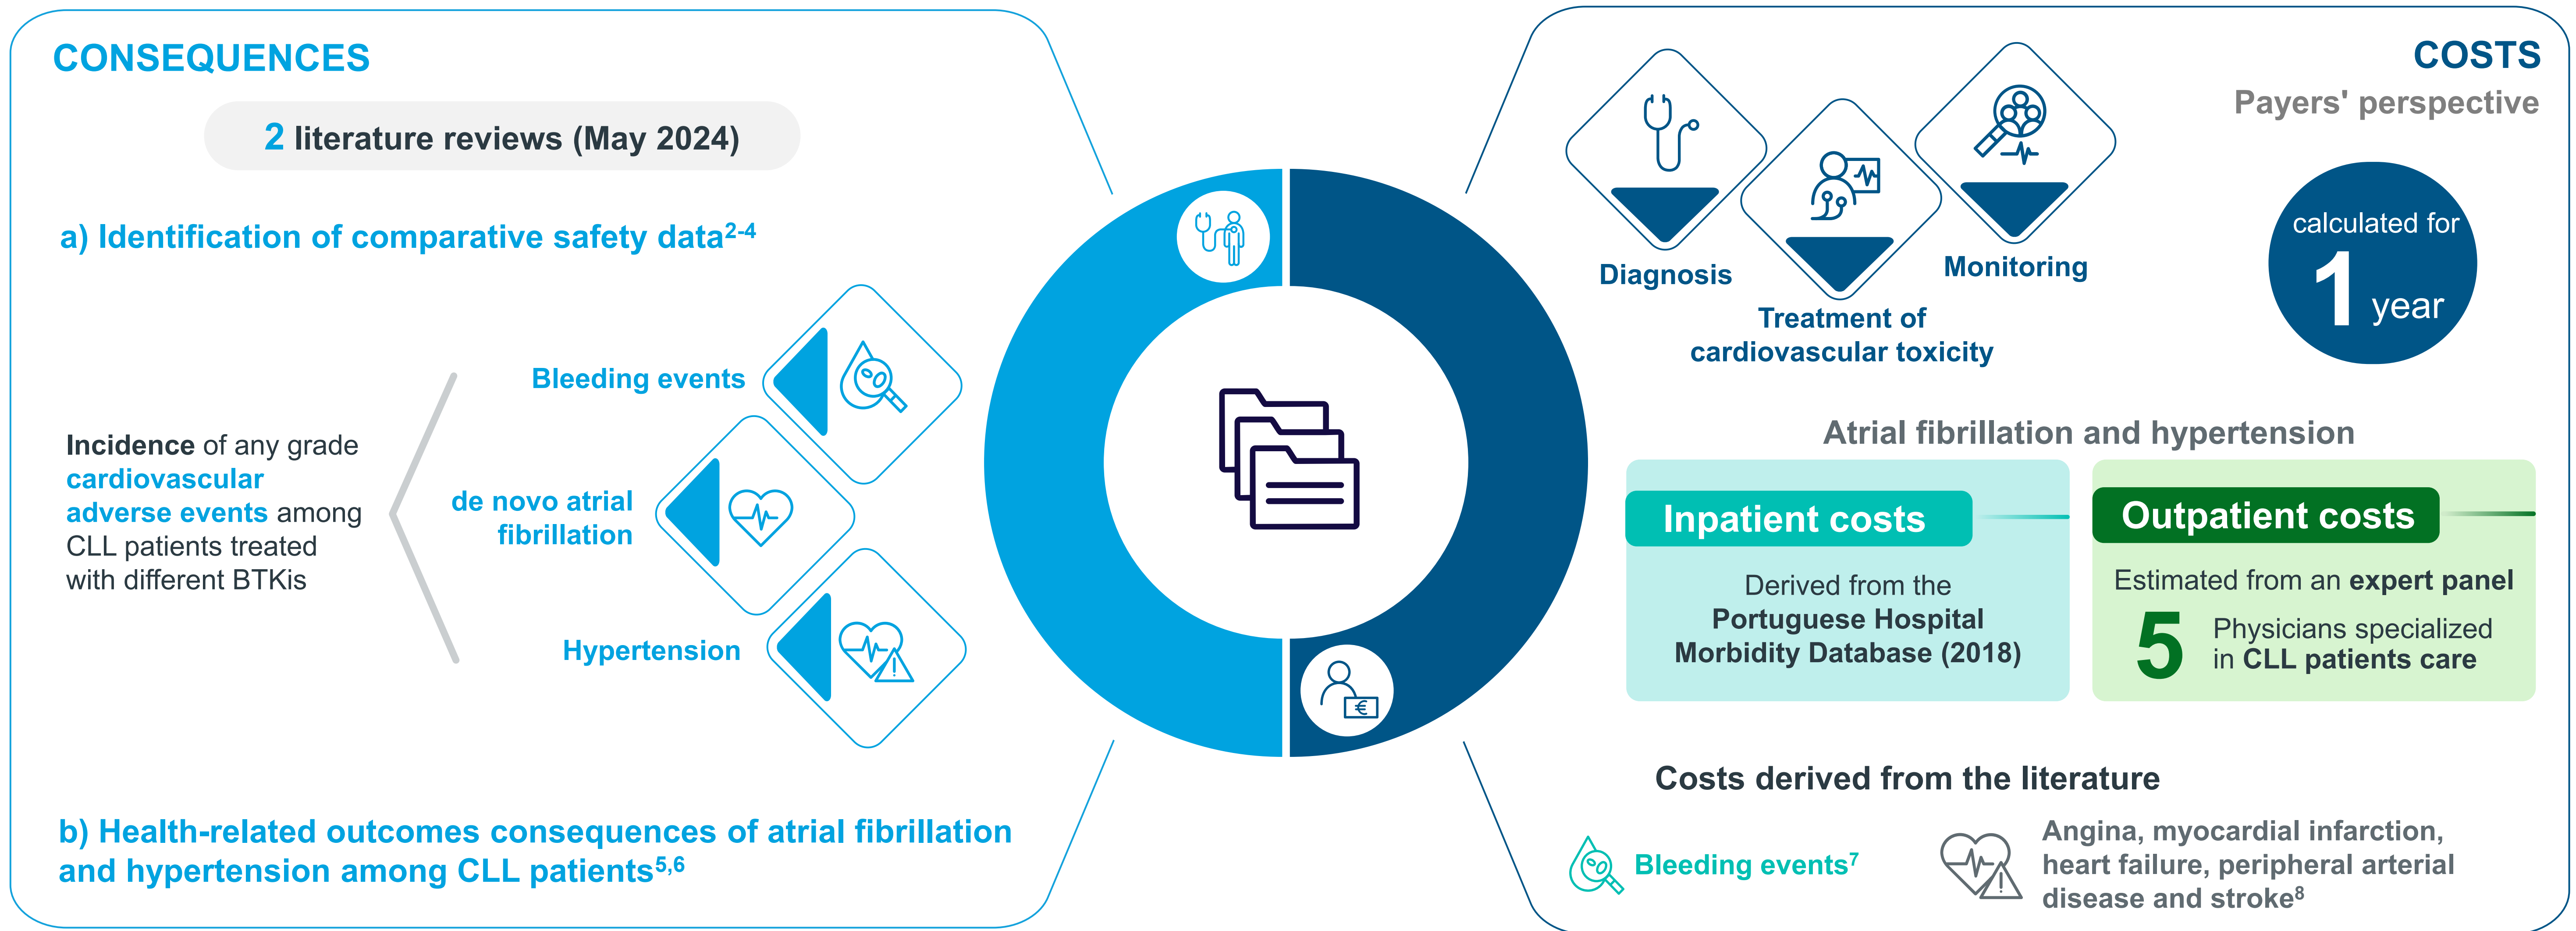 CONSEQUENCES
2 literature reviews (May 2024)
a) Identification of comparative safety data²⁻⁴
Incidence of any grade
cardiovascular
adverse events among
CLL patients treated
with different BTKis
Bleeding events
de novo atrial
fibrillation
Hypertension
b) Health-related outcomes consequences of atrial fibrillation
and hypertension among CLL patients⁵,⁶
COSTS
Payers' perspective
Diagnosis
Treatment of
cardiovascular toxicity
Monitoring
calculated for
1 year
Atrial fibrillation and hypertension
Inpatient costs
Derived from the
Portuguese Hospital
Morbidity Database (2018)
Outpatient costs
Estimated from an expert panel
5 Physicians specialized
in CLL patients care
€
Costs derived from the literature
Bleeding events⁷
Angina, myocardial infarction,
heart failure, peripheral arterial
disease and stroke⁸